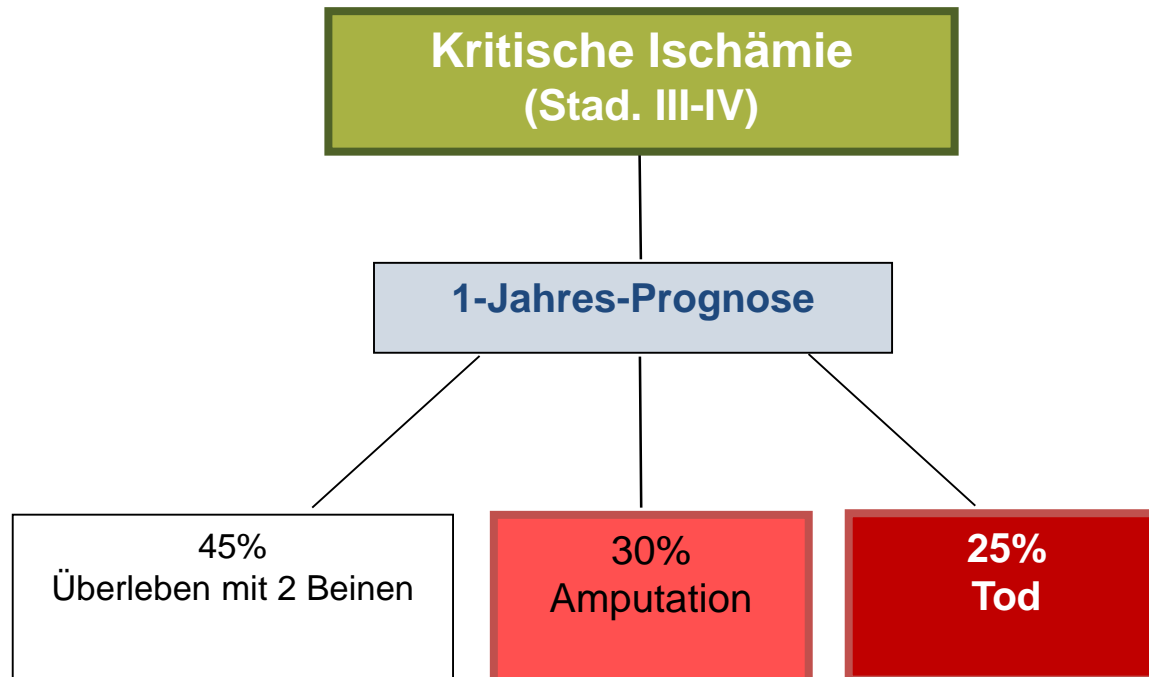 Kritische Ischämie
(Stad. III-IV)
1-Jahres-Prognose
45%
Überleben mit 2 Beinen
30%
Amputation
25%
Tod